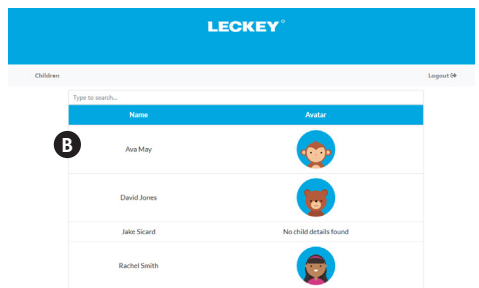 LECKEY°
Children Logout
Type to search...
Name Avatar
B
Ava May
David Jones
Jake Sicard No child details found
Rachel Smith